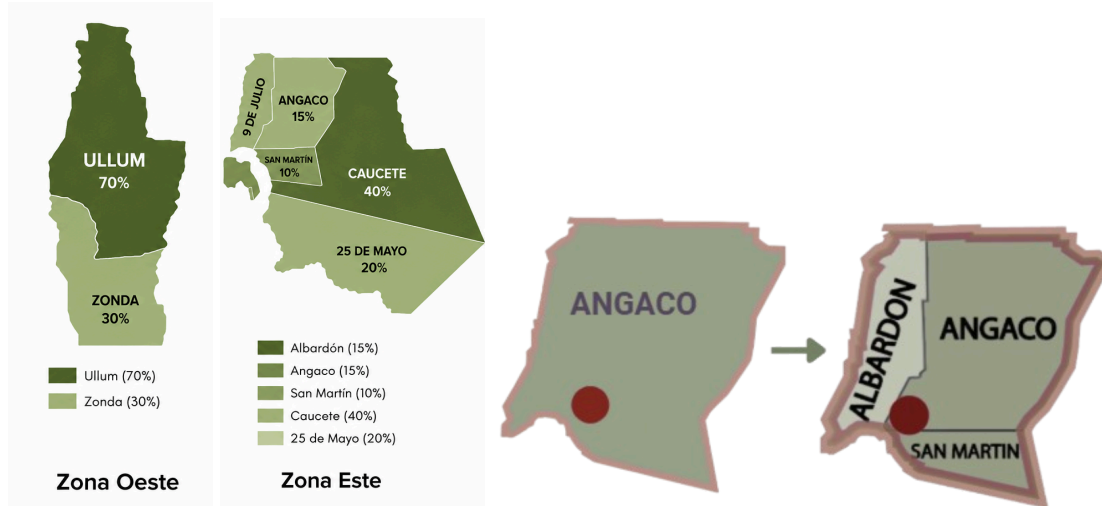 ULLUM
70%
ZONDA
30%
Ullum (70%)
Zonda (30%)
Zona Oeste
9 DE JULIO
ANGACO
15%
SAN MARTÍN
10%
CAUCETE
40%
25 DE MAYO
20%
Albardón (15%)
Angaco (15%)
San Martín (10%)
Caucete (40%)
25 de Mayo (20%)
Zona Este
ANGACO
ALBARDON
ANGACO
SAN MARTIN